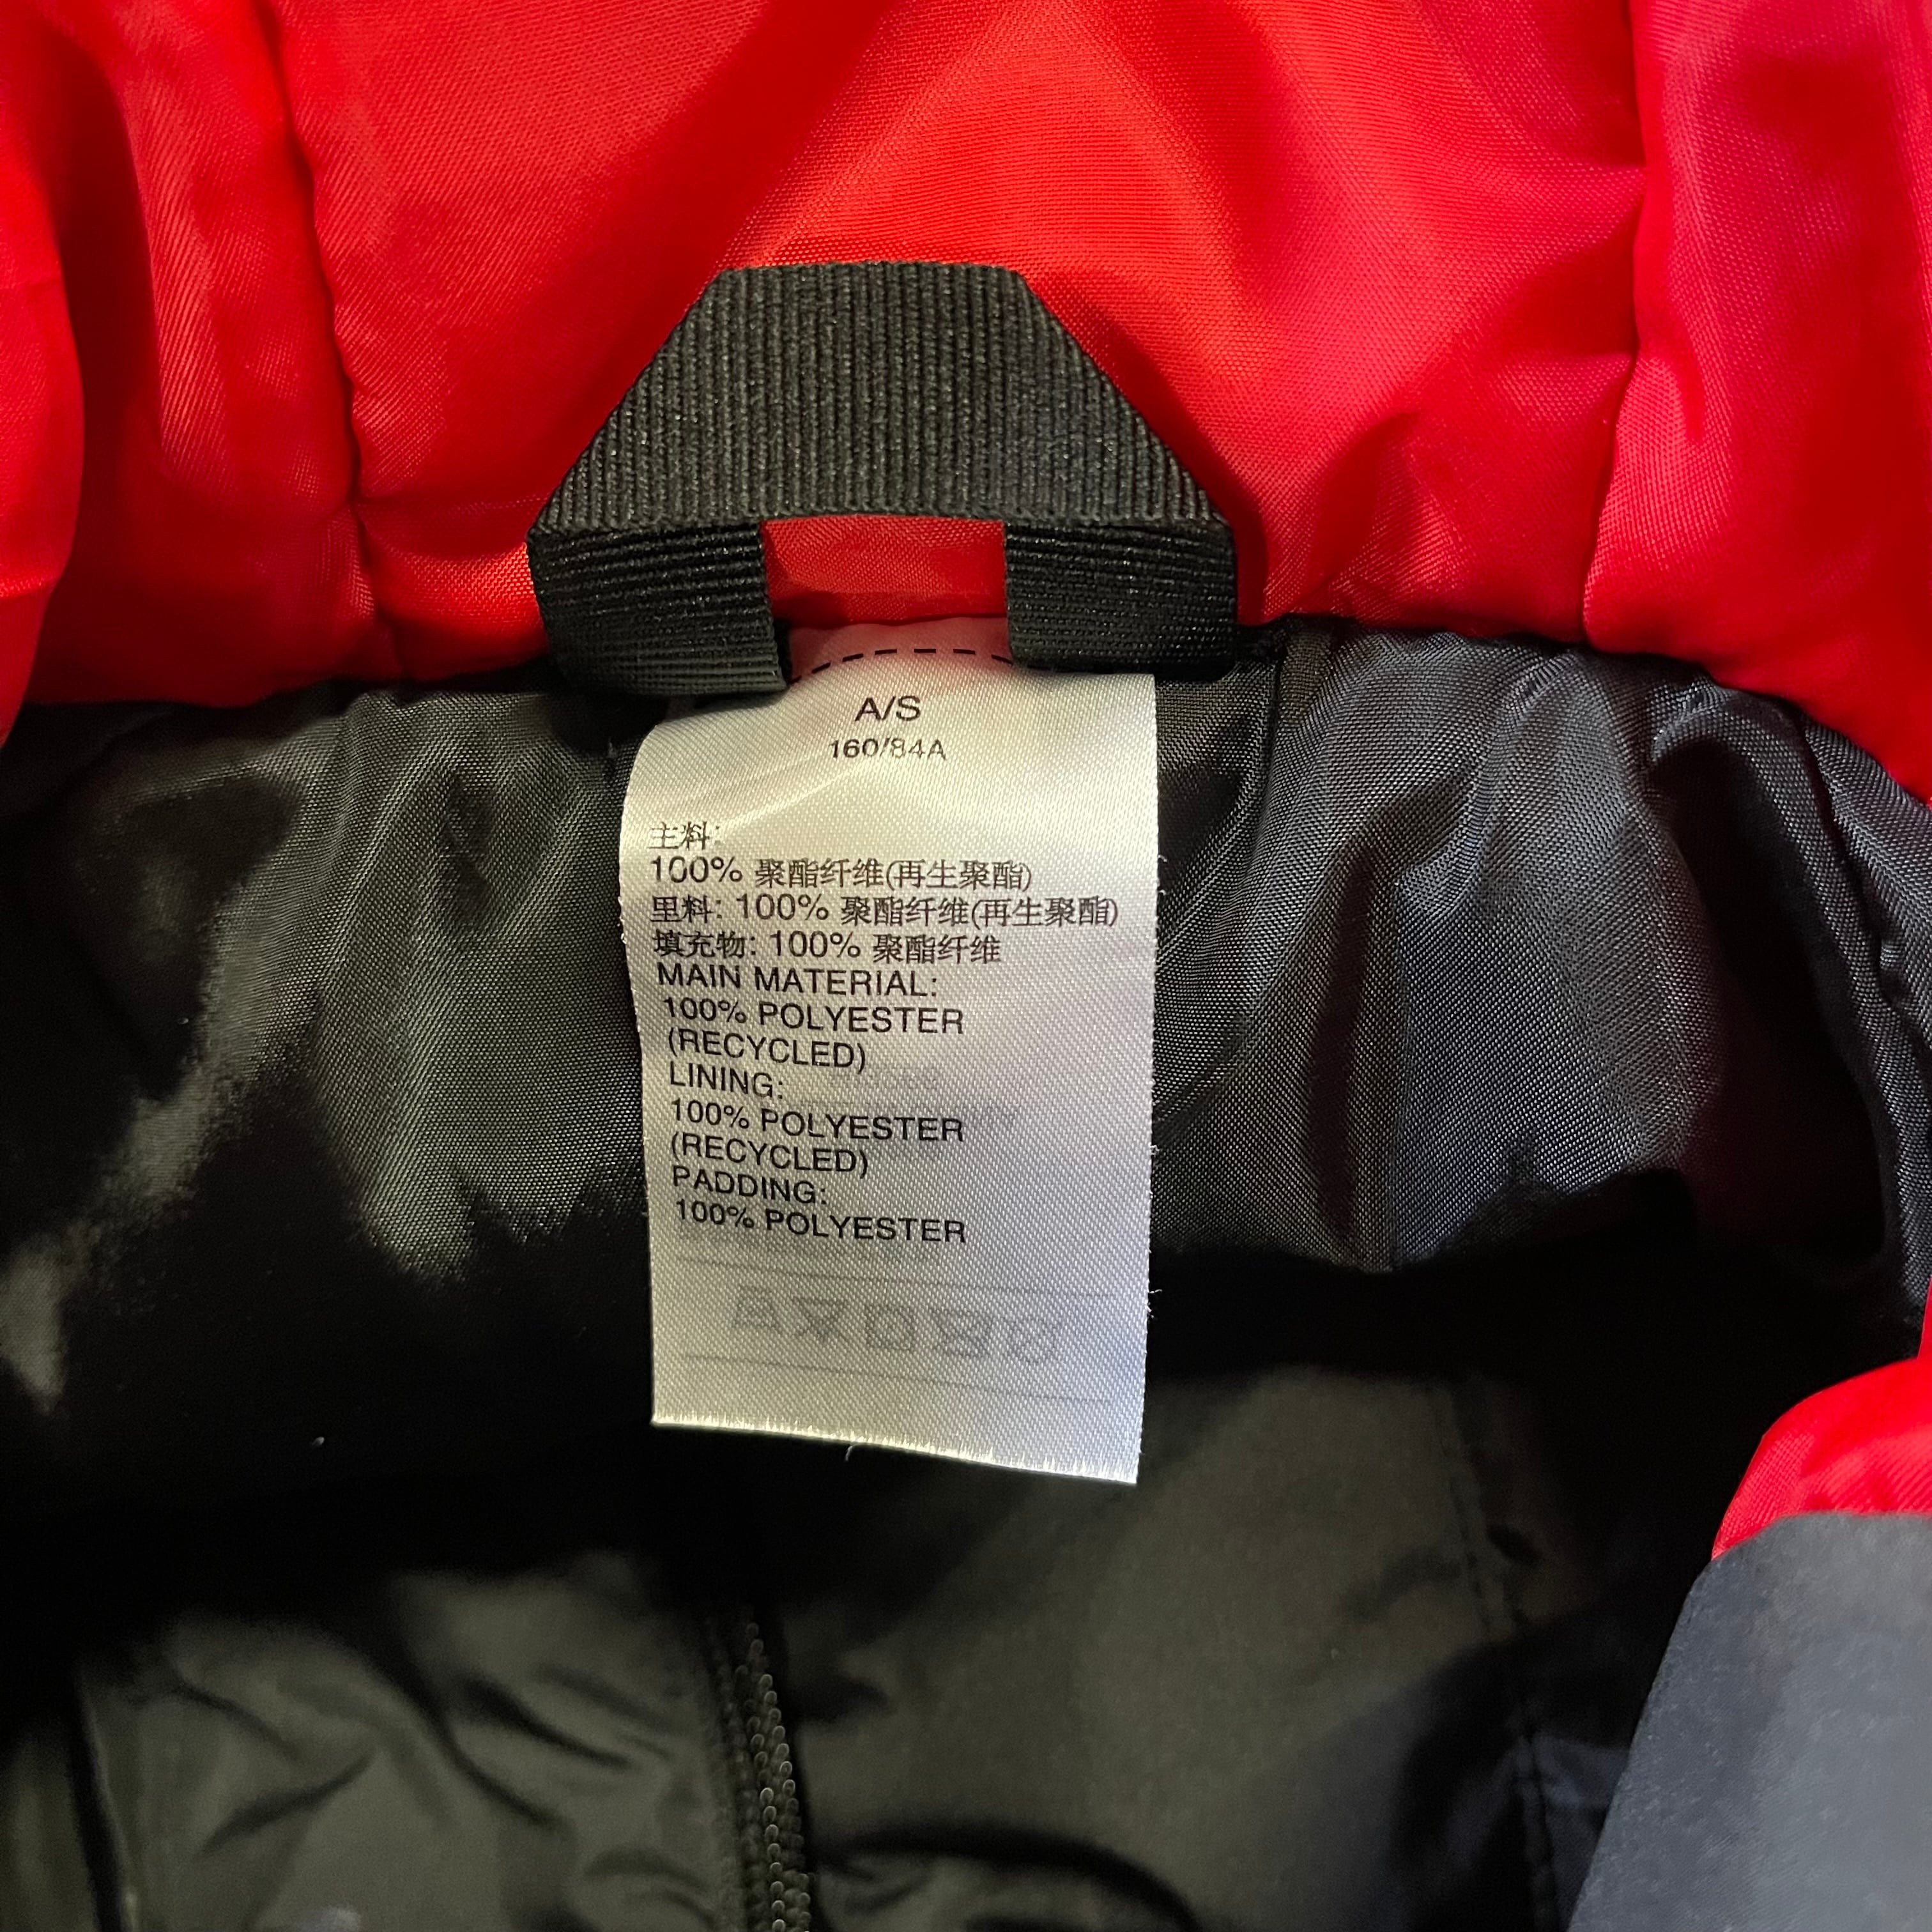 A/S
160/84A
主料:
100% 聚酯纤维(再生聚酯)
里料: 100% 聚酯纤维(再生聚酯)
填充物: 100% 聚酯纤维
MAIN MATERIAL:
100% POLYESTER
(RECYCLED)
LINING:
100% POLYESTER
(RECYCLED)
PADDING:
100% POLYESTER